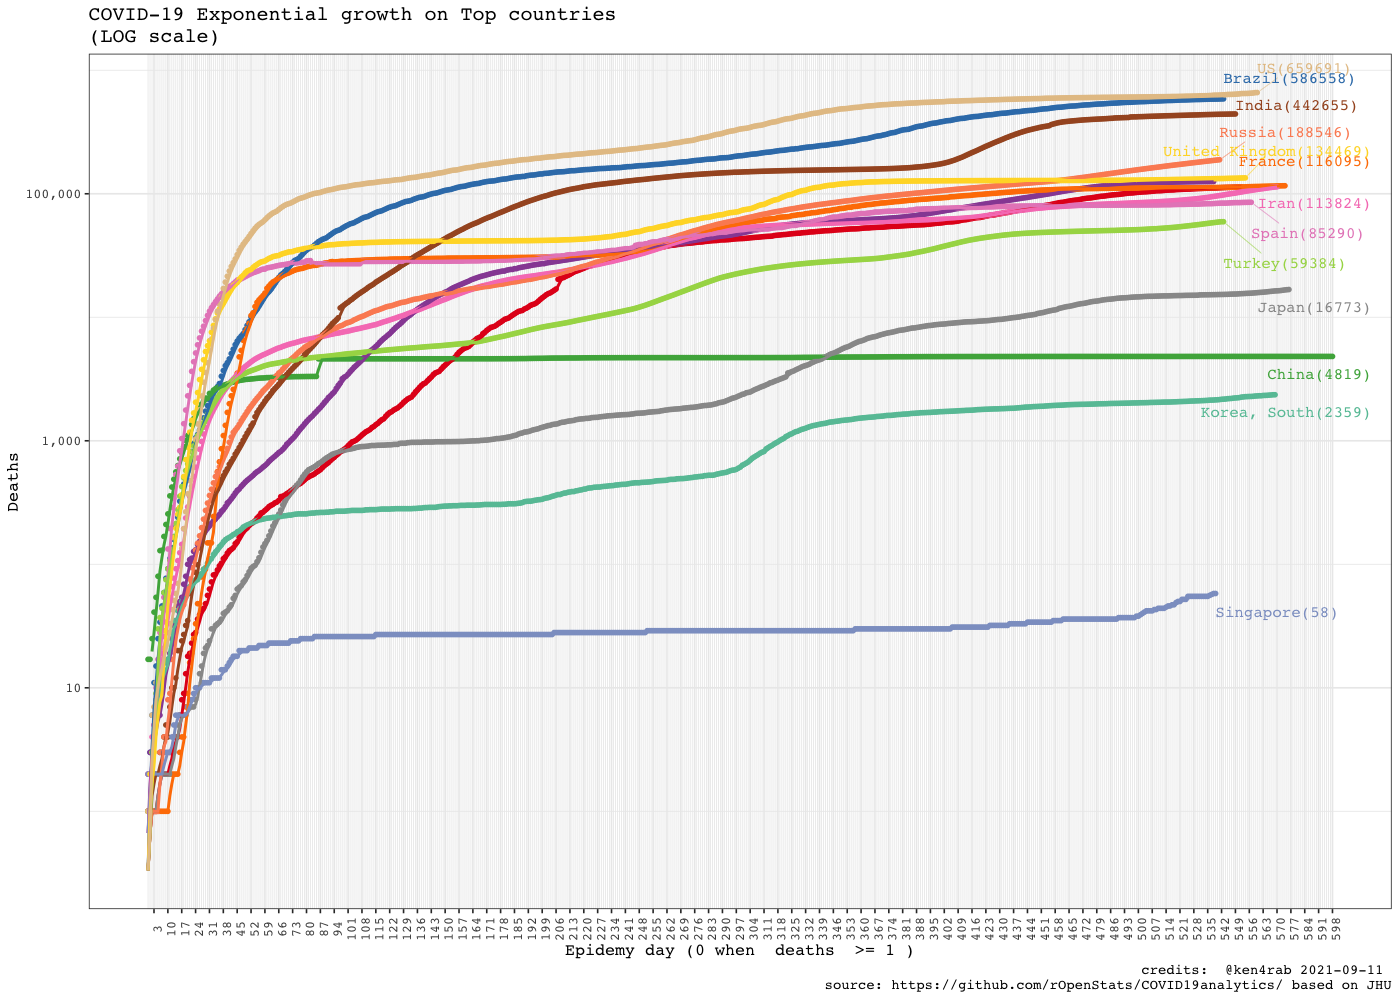 COVID-19 Exponential growth on Top countries
(LOG scale)
US(659691)
Brazil(586558)
India(442655)
Russia(188546)
United Kingdom(134469)
France(116095)
Iran(113824)
Spain(85290)
Turkey(59384)
Japan(16773)
China(4819)
Korea, South(2359)
Singapore(58)
Deaths
100,000
1,000
10
3 10 17 24 31 38 45 52 59 66 73 80 87 94 101 108 115 122 129 136 143 150 157 164 171 178 185 192 199 206 213 220 227 234 241 248 255 262 269 276 283 290 297 304 311 318 325 332 339 346 353 360 367 374 381 388 395 402 409 416 423 430 437 444 451 458 465 472 479 486 493 500 507 514 521 528 535 542 549 556 563 570 577 584 591 598
Epidemy day (0 when deaths >= 1 )
credits: @ken4rab 2021-09-11
source: https://github.com/rOpenStats/COVID19analytics/ based on JHU